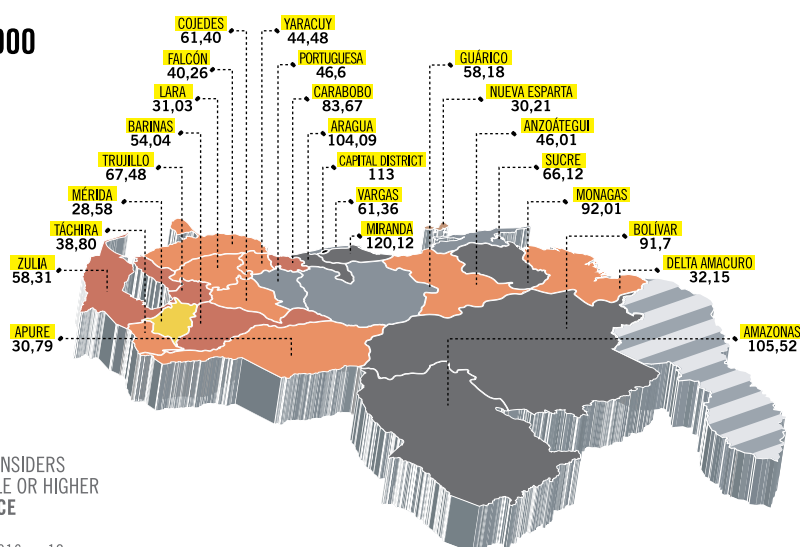 000
COJEDES
61,40
YARACUY
44,48
FALCÓN
40,26
PORTUGUESA
46,6
GUÁRICO
58,18
LARA
31,03
CARABOBO
83,67
NUEVA ESPARTA
30,21
BARINAS
54,04
ARAGUA
104,09
ANZOÁTEGUI
46,01
TRUJILLO
67,48
CAPITAL DISTRICT
113
SUCRE
66,12
MÉRIDA
28,58
VARGAS
61,36
MONAGAS
92,01
TÁCHIRA
38,80
MIRANDA
120,12
BOLÍVAR
91,7
ZULIA
58,31
DELTA AMACURO
32,15
APURE
30,79
AMAZONAS
105,52
NSIDERS
LE OR HIGHER
CE